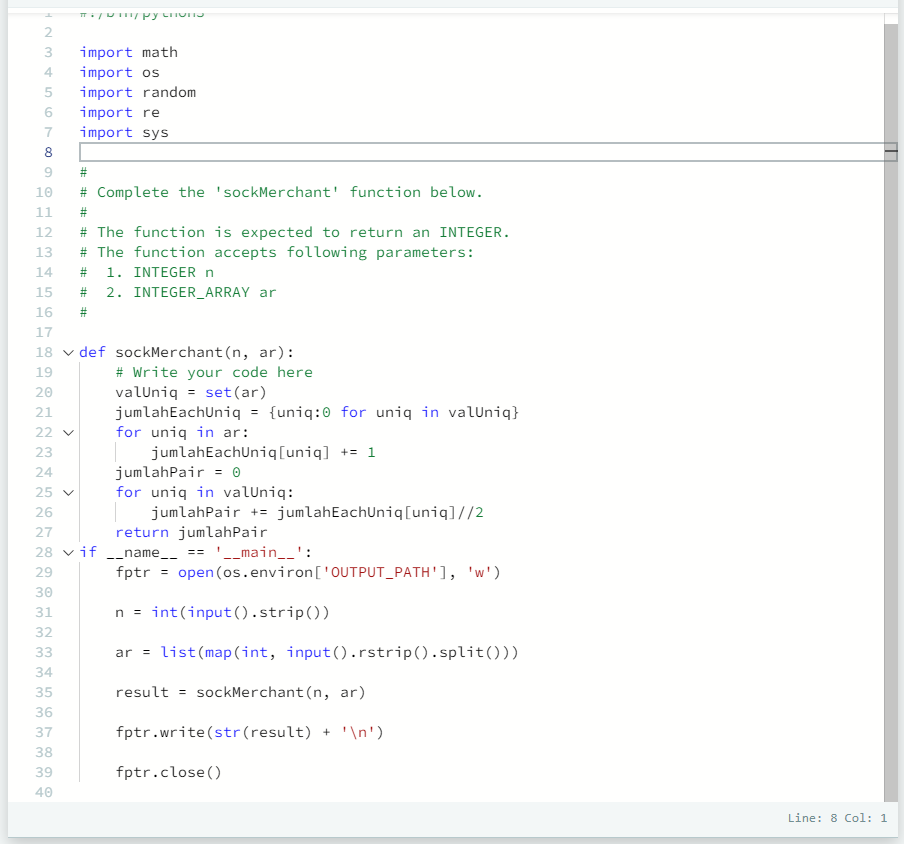 1 #!/bin/python3
2
3 import math
4 import os
5 import random
6 import re
7 import sys
8
9 #
10 # Complete the 'sockMerchant' function below.
11 #
12 # The function is expected to return an INTEGER.
13 # The function accepts following parameters:
14 #  1. INTEGER n
15 #  2. INTEGER_ARRAY ar
16 #
17
18 def sockMerchant(n, ar):
19     # Write your code here
20     valUniq = set(ar)
21     jumlahEachUniq = {uniq:0 for uniq in valUniq}
22     for uniq in ar:
23         jumlahEachUniq[uniq] += 1
24     jumlahPair = 0
25     for uniq in valUniq:
26         jumlahPair += jumlahEachUniq[uniq]//2
27     return jumlahPair
28 if __name__ == '__main__':
29     fptr = open(os.environ['OUTPUT_PATH'], 'w')
30
31     n = int(input().strip())
32
33     ar = list(map(int, input().rstrip().split()))
34
35     result = sockMerchant(n, ar)
36
37     fptr.write(str(result) + '\n')
38
39     fptr.close()
40
Line: 8 Col: 1